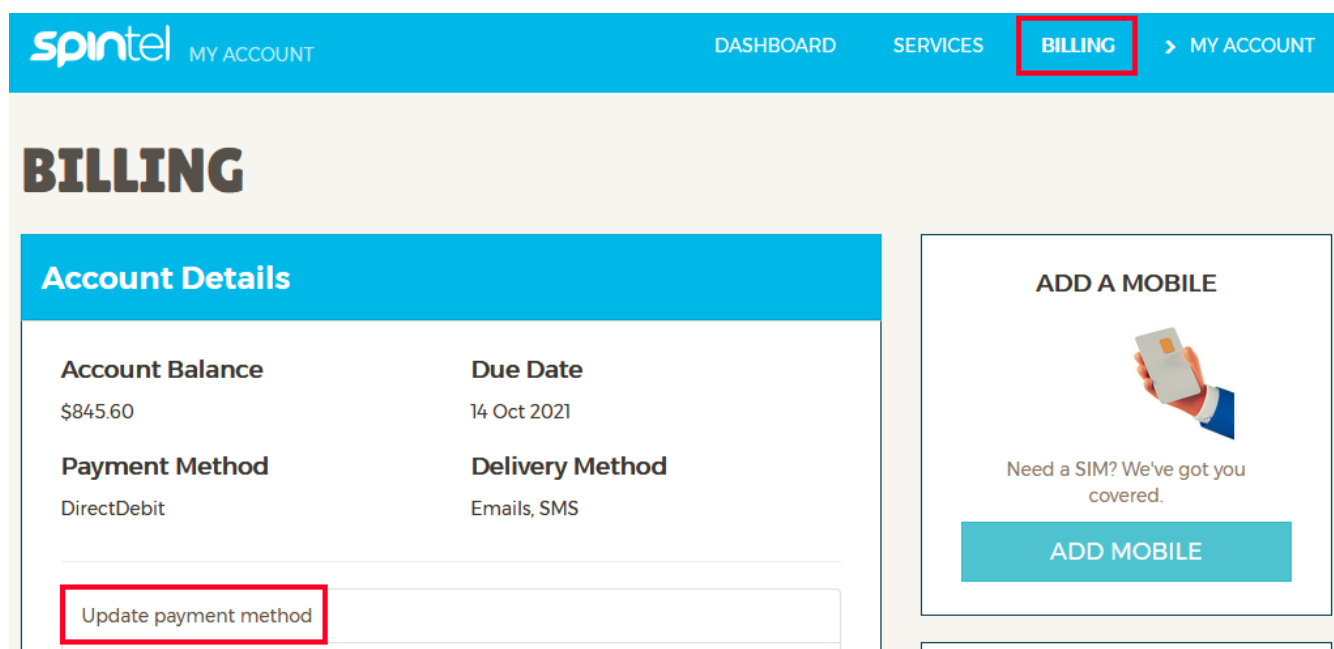 spintel MY ACCOUNT
DASHBOARD
SERVICES
BILLING
> MY ACCOUNT
BILLING
Account Details
Account Balance
$845.60
Due Date
14 Oct 2021
Payment Method
DirectDebit
Delivery Method
Emails, SMS
Update payment method
ADD A MOBILE
Need a SIM? We've got you
covered.
ADD MOBILE